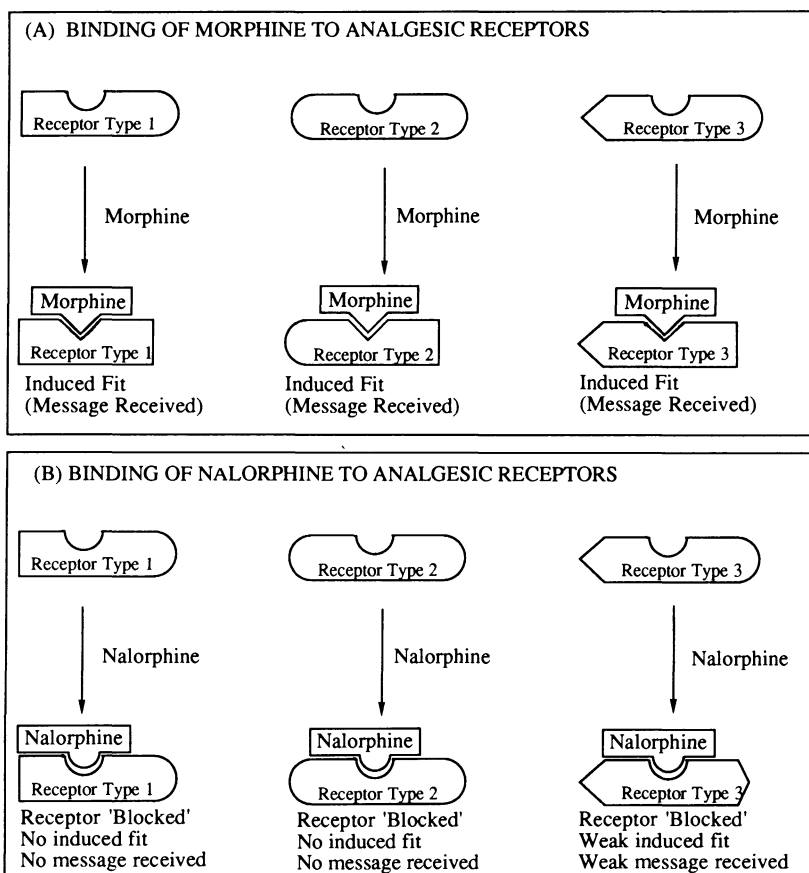 (A) BINDING OF MORPHINE TO ANALGESIC RECEPTORS
Receptor Type 1
Receptor Type 2
Receptor Type 3
Morphine
Morphine
Morphine
Morphine
Morphine
Morphine
Receptor Type 1
Receptor Type 2
Receptor Type 3
Induced Fit
(Message Received)
Induced Fit
(Message Received)
Induced Fit
(Message Received)
(B) BINDING OF NALORPHINE TO ANALGESIC RECEPTORS
Receptor Type 1
Receptor Type 2
Receptor Type 3
Nalorphine
Nalorphine
Nalorphine
Nalorphine
Nalorphine
Nalorphine
Receptor Type 1
Receptor Type 2
Receptor Type 3
Receptor 'Blocked'
No induced fit
No message received
Receptor 'Blocked'
No induced fit
No message received
Receptor 'Blocked'
Weak induced fit
Weak message received